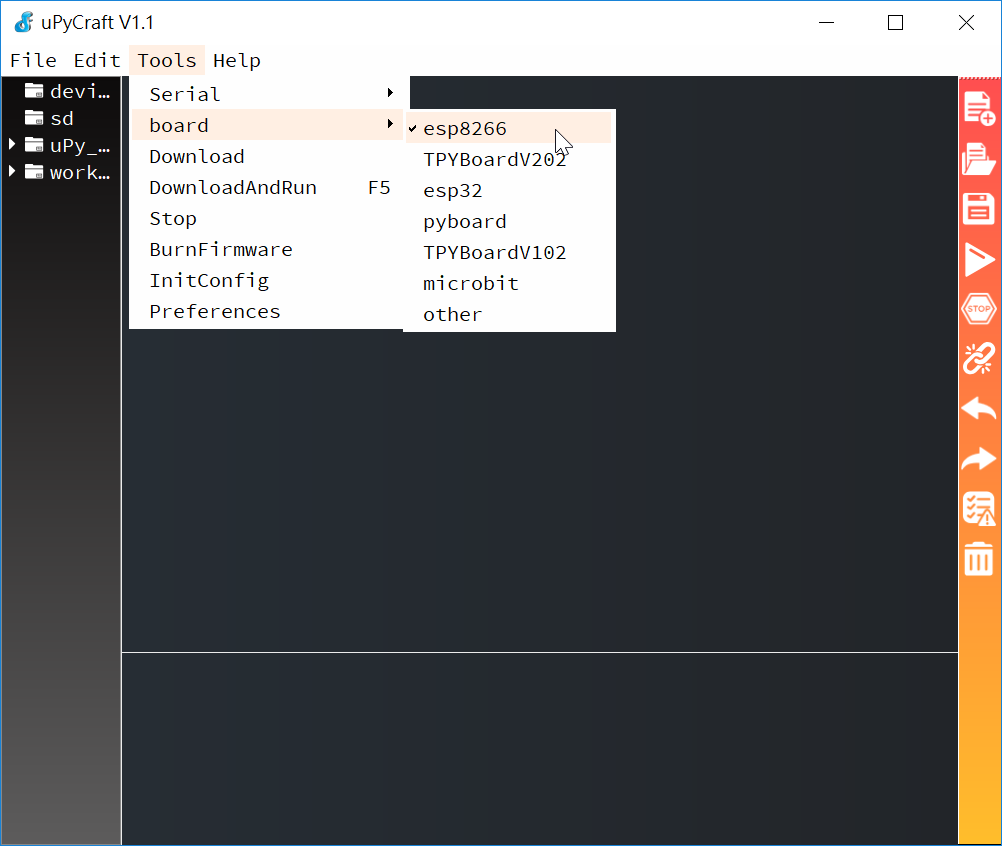 uPyCraft V1.1
File Edit Tools Help
devi...
sd
uPy_...
work...
Serial
board
Download
DownloadAndRun F5
Stop
BurnFirmware
InitConfig
Preferences
esp8266
TPYBoardV202
esp32
pyboard
TPYBoardV102
microbit
other
STOP